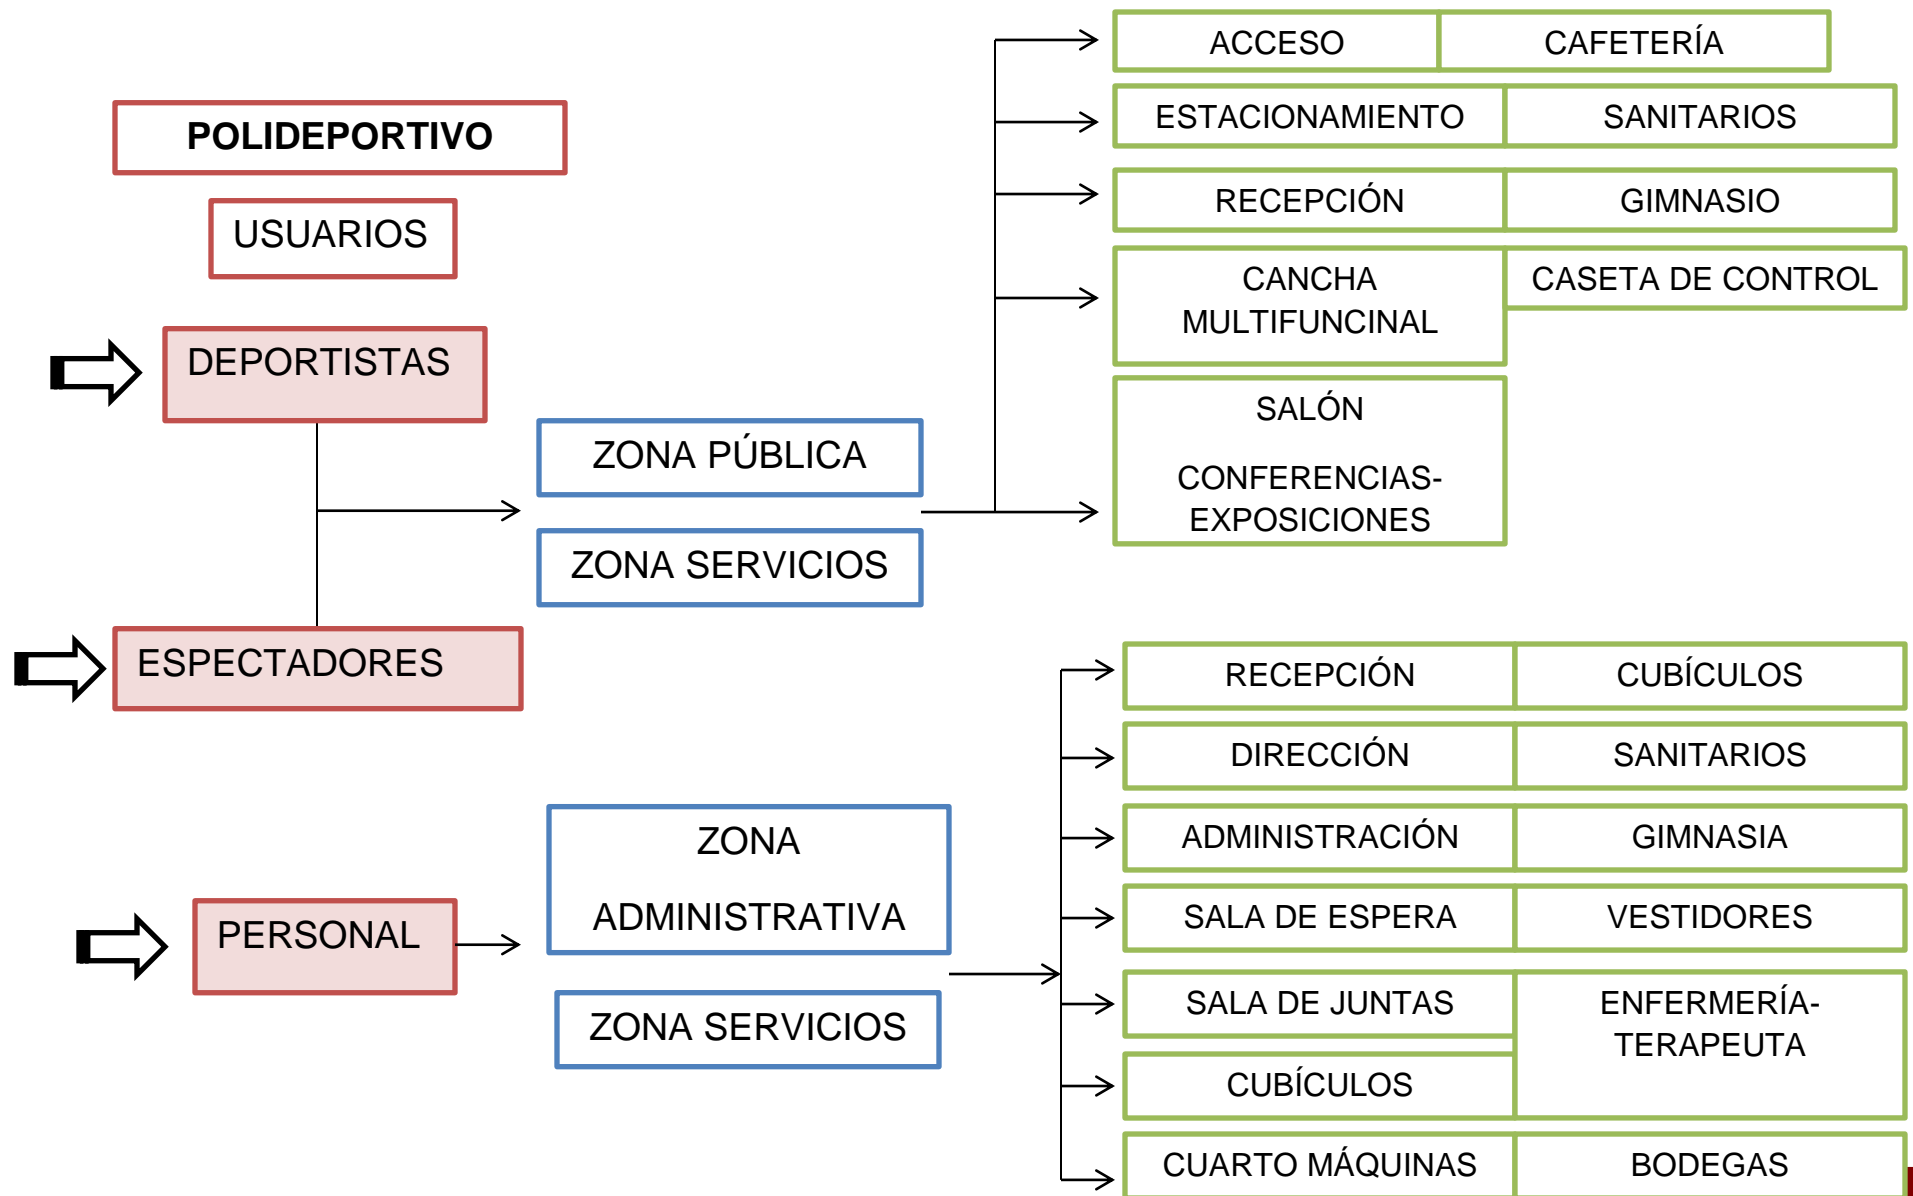 POLIDEPORTIVO
USUARIOS
DEPORTISTAS
ESPECTADORES
PERSONAL
ZONA PÚBLICA
ZONA SERVICIOS
ZONA
ADMINISTRATIVA
ZONA SERVICIOS
ACCESO
CAFETERÍA
ESTACIONAMIENTO
SANITARIOS
RECEPCIÓN
GIMNASIO
CANCHA
MULTIFUNCINAL
CASETA DE CONTROL
SALÓN
CONFERENCIAS-
EXPOSICIONES
RECEPCIÓN
CUBÍCULOS
DIRECCIÓN
SANITARIOS
ADMINISTRACIÓN
GIMNASIA
SALA DE ESPERA
VESTIDORES
SALA DE JUNTAS
ENFERMERÍA-
TERAPEUTA
CUBÍCULOS
CUARTO MÁQUINAS
BODEGAS